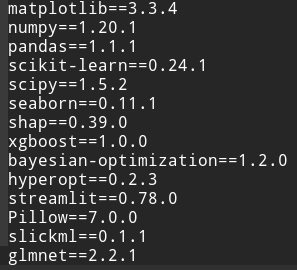 matplotlib==3.3.4
numpy==1.20.1
pandas==1.1.1
scikit-learn==0.24.1
scipy==1.5.2
seaborn==0.11.1
shap==0.39.0
xgboost==1.0.0
bayesian-optimization==1.2.0
hyperopt==0.2.3
streamlit==0.78.0
Pillow==7.0.0
slickml==0.1.1
glmnet==2.2.1